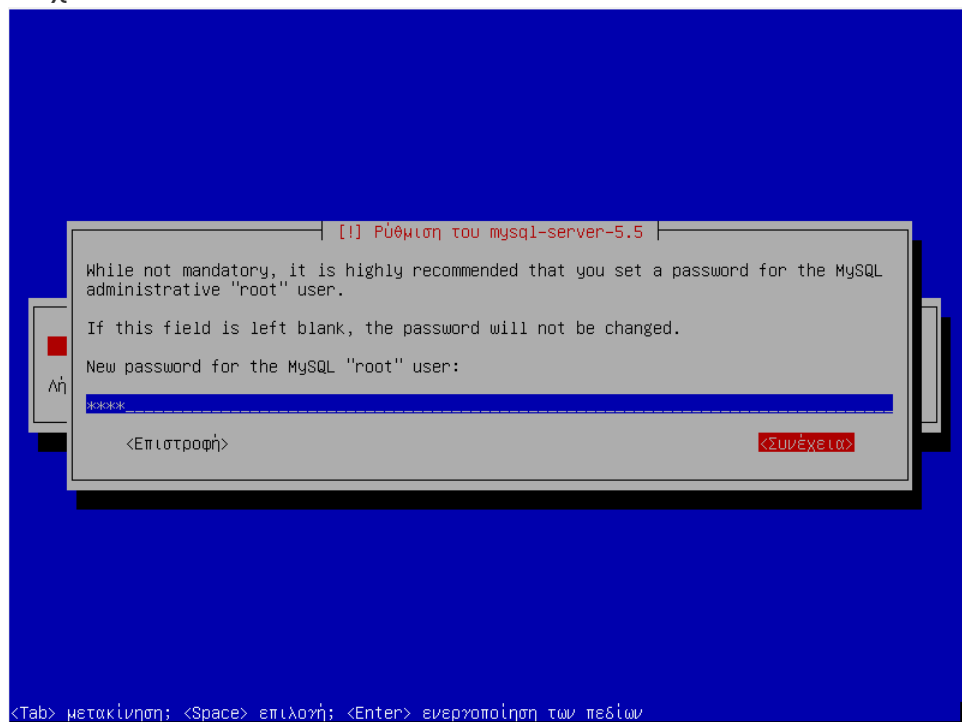 [!] Ρύθμιση του mysql-server-5.5
While not mandatory, it is highly recommended that you set a password for the MySQL
administrative "root" user.
If this field is left blank, the password will not be changed.
New password for the MySQL "root" user:
Λή
****
<Επιστροφή>
<Συνέχεια>
<Tab> μετακίνηση; <Space> επιλογή; <Enter> ενεργοποίηση των πεδίων